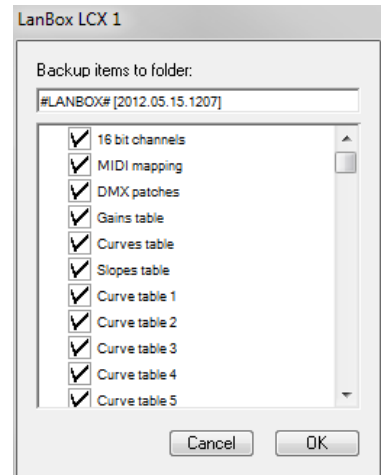 LanBox LCX 1
Backup items to folder:
#LANBOX# [2012.05.15.1207]
16 bit channels
MIDI mapping
DMX patches
Gains table
Curves table
Slopes table
Curve table 1
Curve table 2
Curve table 3
Curve table 4
Curve table 5
Cancel OK